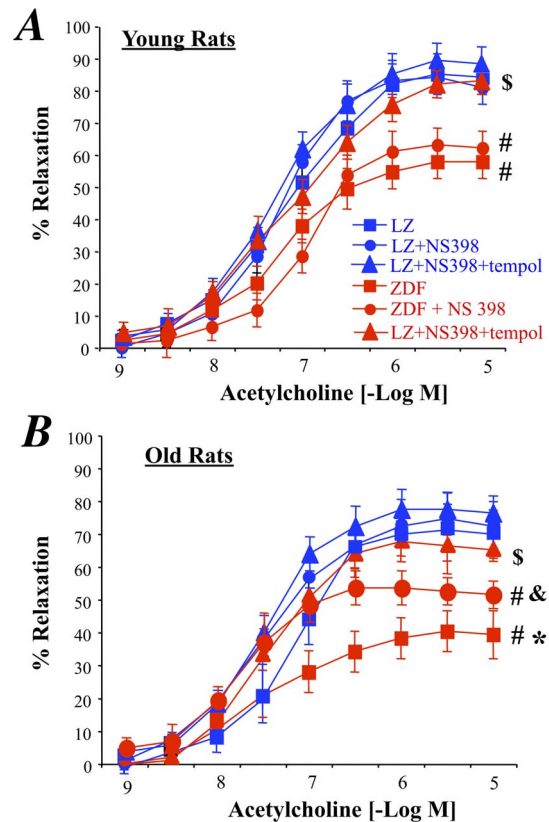 A
Young Rats
% Relaxation
100
90
80
70
60
50
40
30
20
10
0
$
#
#
LZ
LZ+NS398
LZ+NS398+tempol
ZDF
ZDF + NS 398
LZ+NS398+tempol
9 8 7 6 5
Acetylcholine [-Log M]
B
Old Rats
% Relaxation
100
90
80
70
60
50
40
30
20
10
0
$
# &
# *
9 8 7 6 5
Acetylcholine [-Log M]